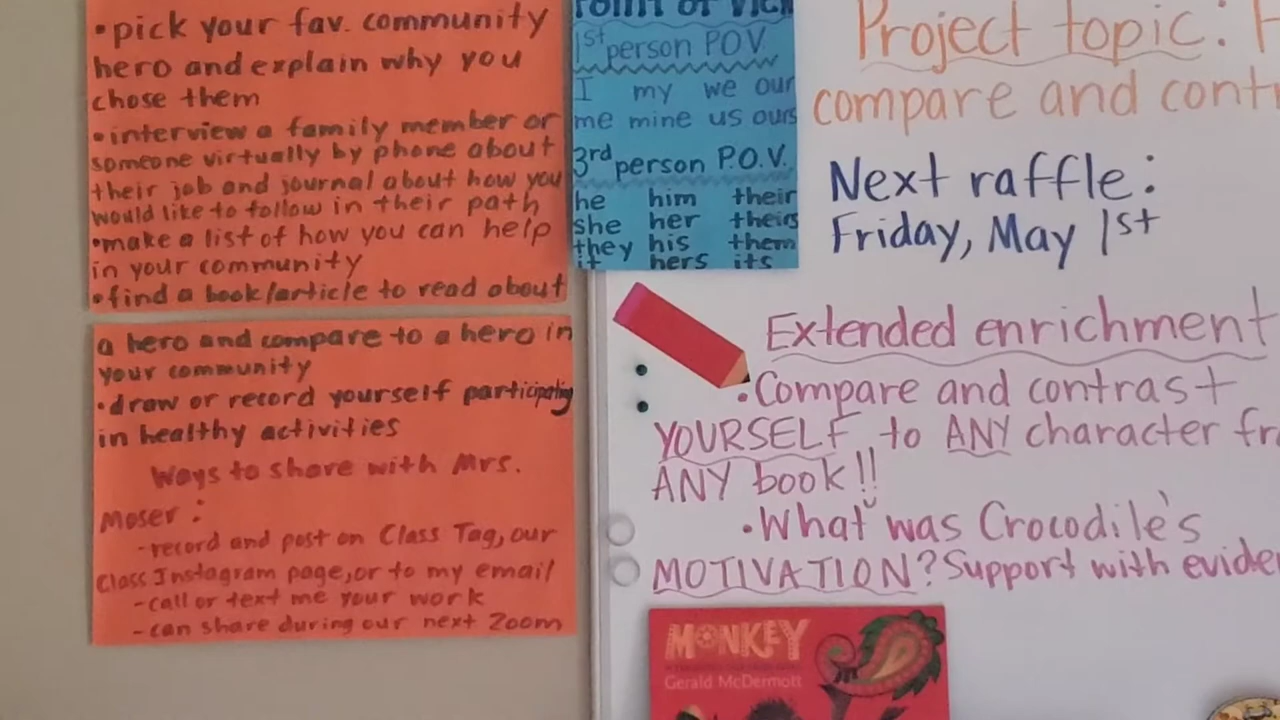 •pick your fav. community
hero and explain why you
chose them
•interview a family member or
someone virtually by phone about
their job and journal about how you
would like to follow in their path
•make a list of how you can help
in your community
•find a book/article to read about
a hero and compare to a hero in
your community
•draw or record yourself participating
in healthy activities
Ways to share with Mrs.
Moser:
-record and post on Class Tag, our
class Instagram page, or to my email
-call or text me your work
-can share during our next Zoom
1st person P.O.V.
I my we our
me mine us ours
3rd person P.O.V.
he him their
she her theirs
they his them
it hers its
Project topic:
compare and
Next raffle:
Friday, May 1st
Extended enrichment
•Compare and contrast
YOURSELF to ANY character
ANY book!!
•What was Crocodile's
MOTIVATION? Support with
MONKEY
Gerald McDermott